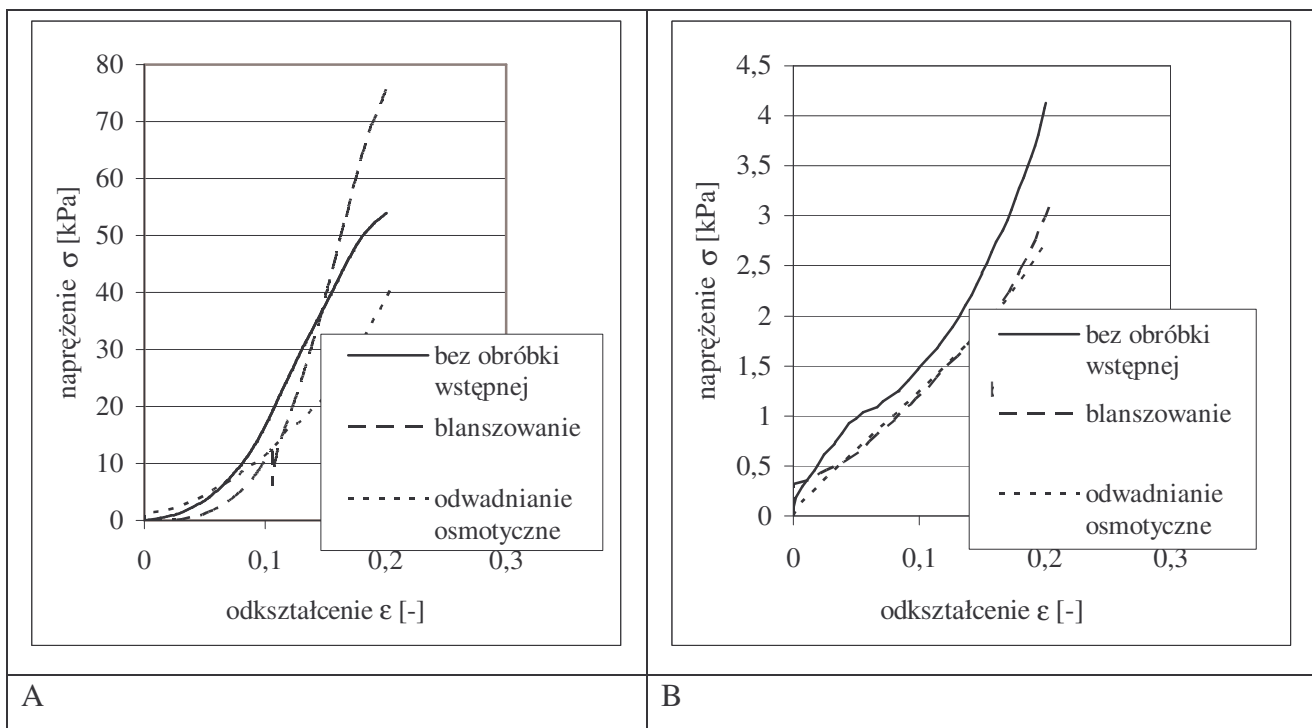 80
70
60
50
40
30
20
10
0
naprężenie σ [kPa]
0
0,1
0,2
0,3
odkształcenie ε [-]
bez obróbki
wstępnej
blanszowanie
odwadnianie
osmotyczne
A
4,5
4
3,5
3
2,5
2
1,5
1
0,5
0
naprężenie σ [kPa]
0
0,1
0,2
0,3
odkształcenie ε [-]
bez obróbki
wstępnej
blanszowanie
odwadnianie
osmotyczne
B